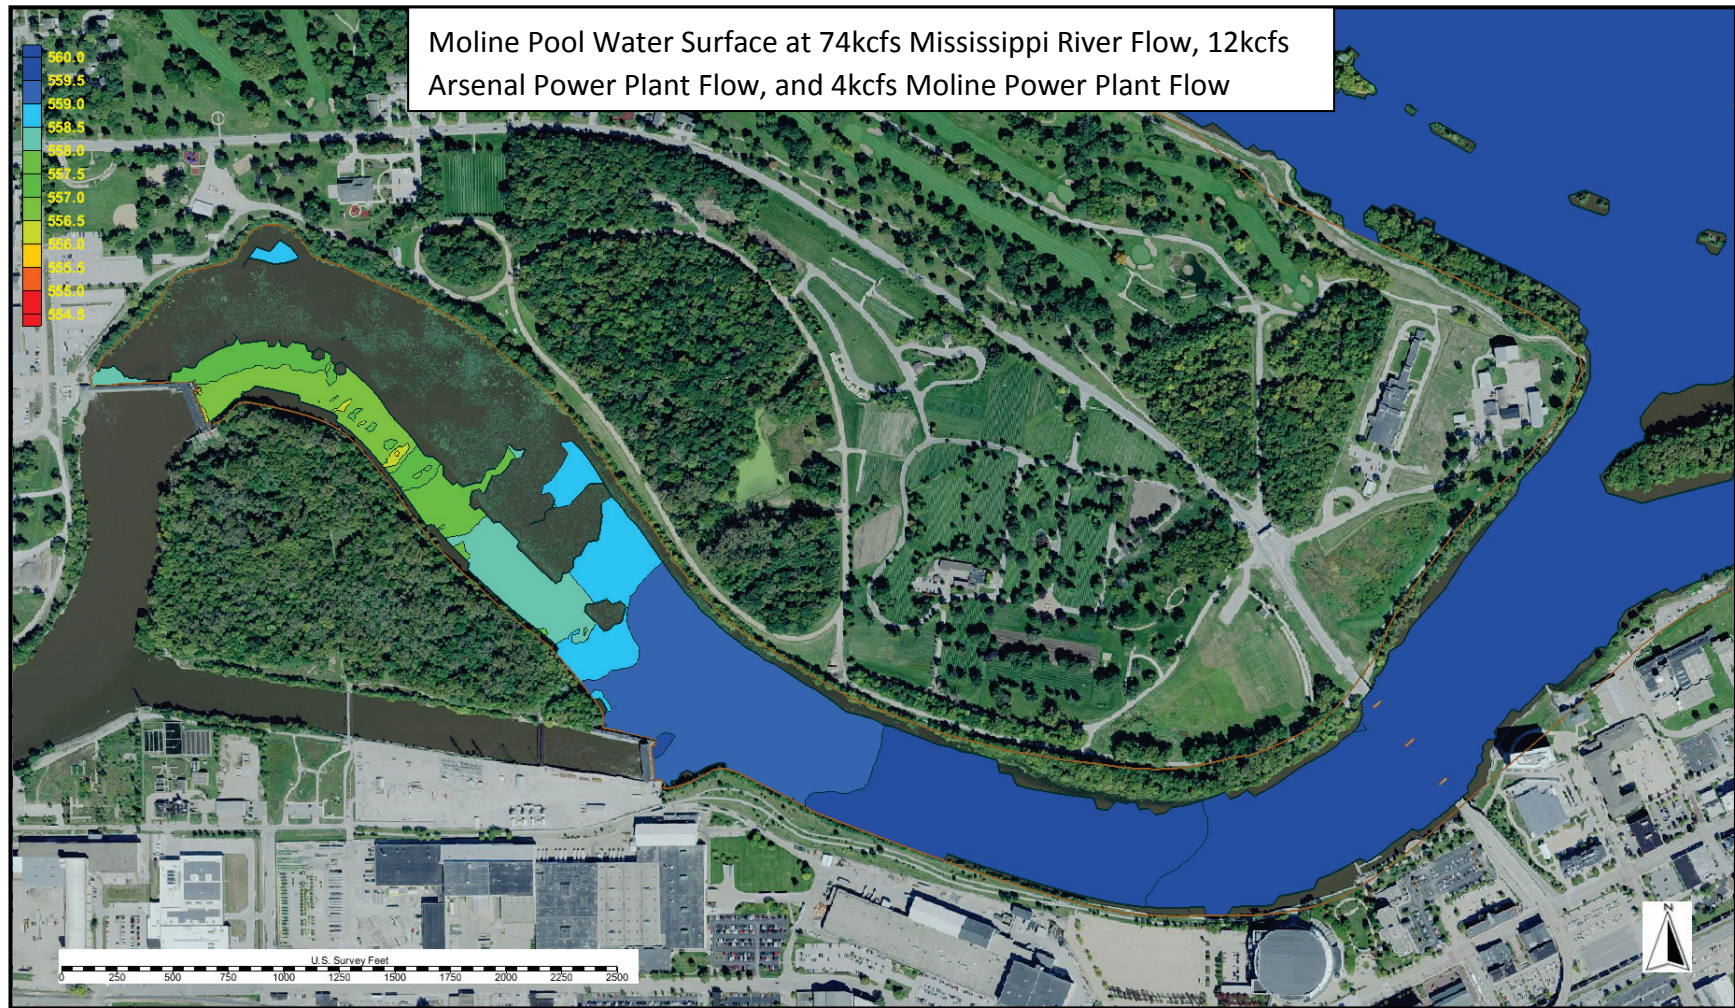 Moline Pool Water Surface at 74kcfs Mississippi River Flow, 12kcfs
Arsenal Power Plant Flow, and 4kcfs Moline Power Plant Flow
560.0
559.5
559.0
558.5
558.0
557.5
557.0
556.5
556.0
555.5
555.0
554.5
U.S. Survey Feet
0 250 500 750 1000 1250 1500 1750 2000 2250 2500
N